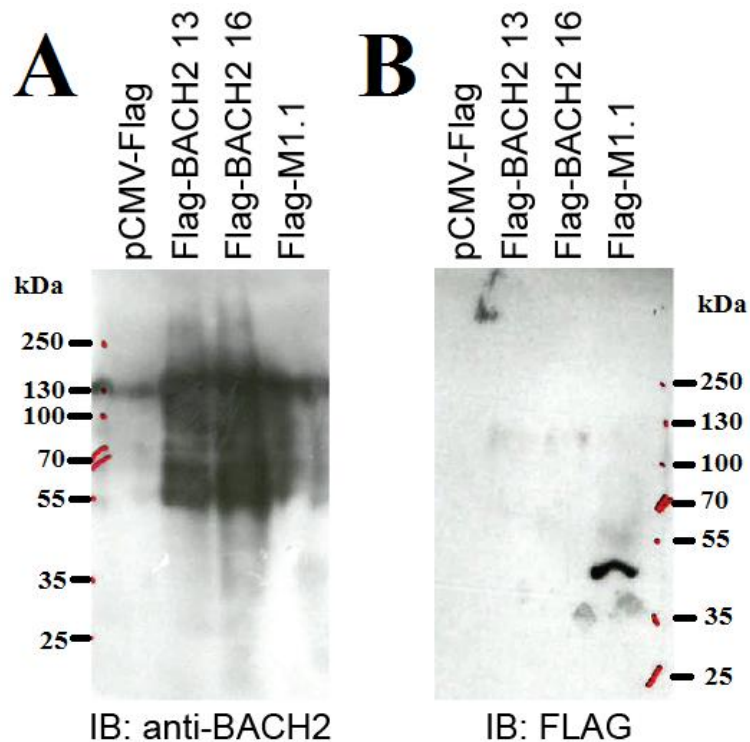 A
pCMV-Flag
Flag-BACH2 13
Flag-BACH2 16
Flag-M1.1
kDa
250
130
100
70
55
35
25
IB: anti-BACH2
B
pCMV-Flag
Flag-BACH2 13
Flag-BACH2 16
Flag-M1.1
kDa
250
130
100
70
55
35
25
IB: FLAG